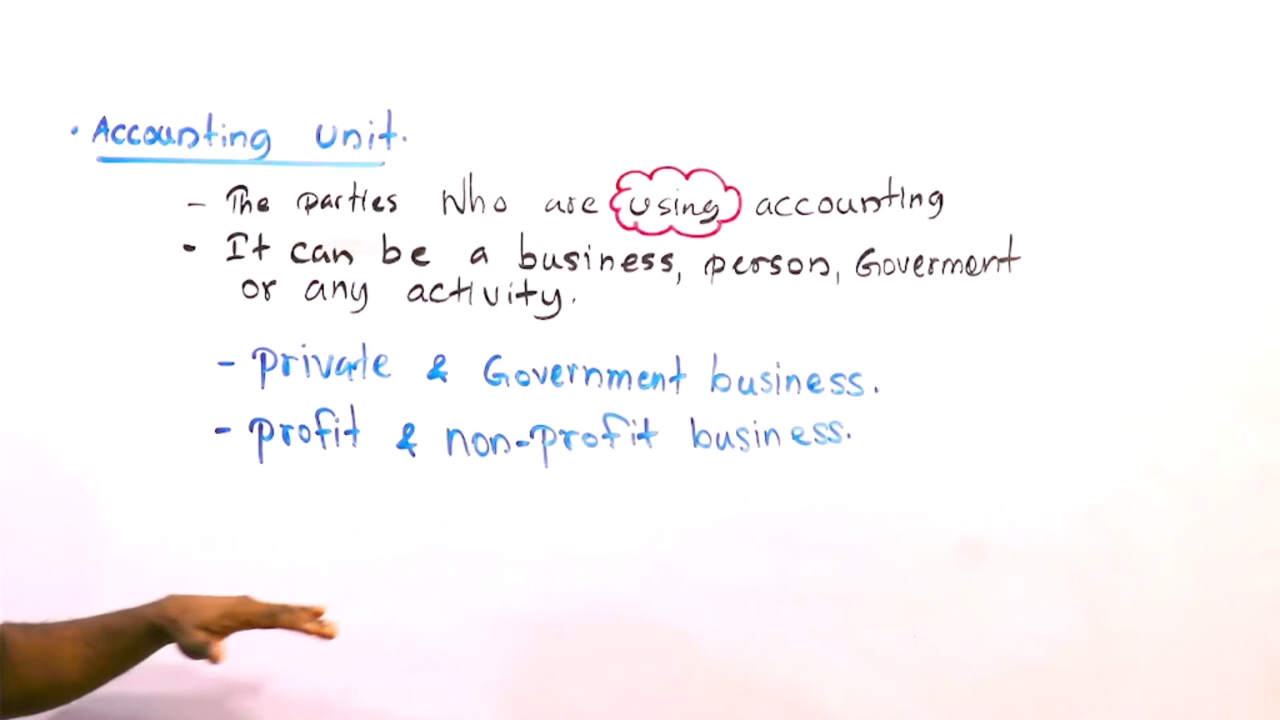 · Accounting Unit.
- The parties who are using accounting
- It can be a business, person, Goverment
or any activity.
- private & Government business.
- profit & non-profit business.